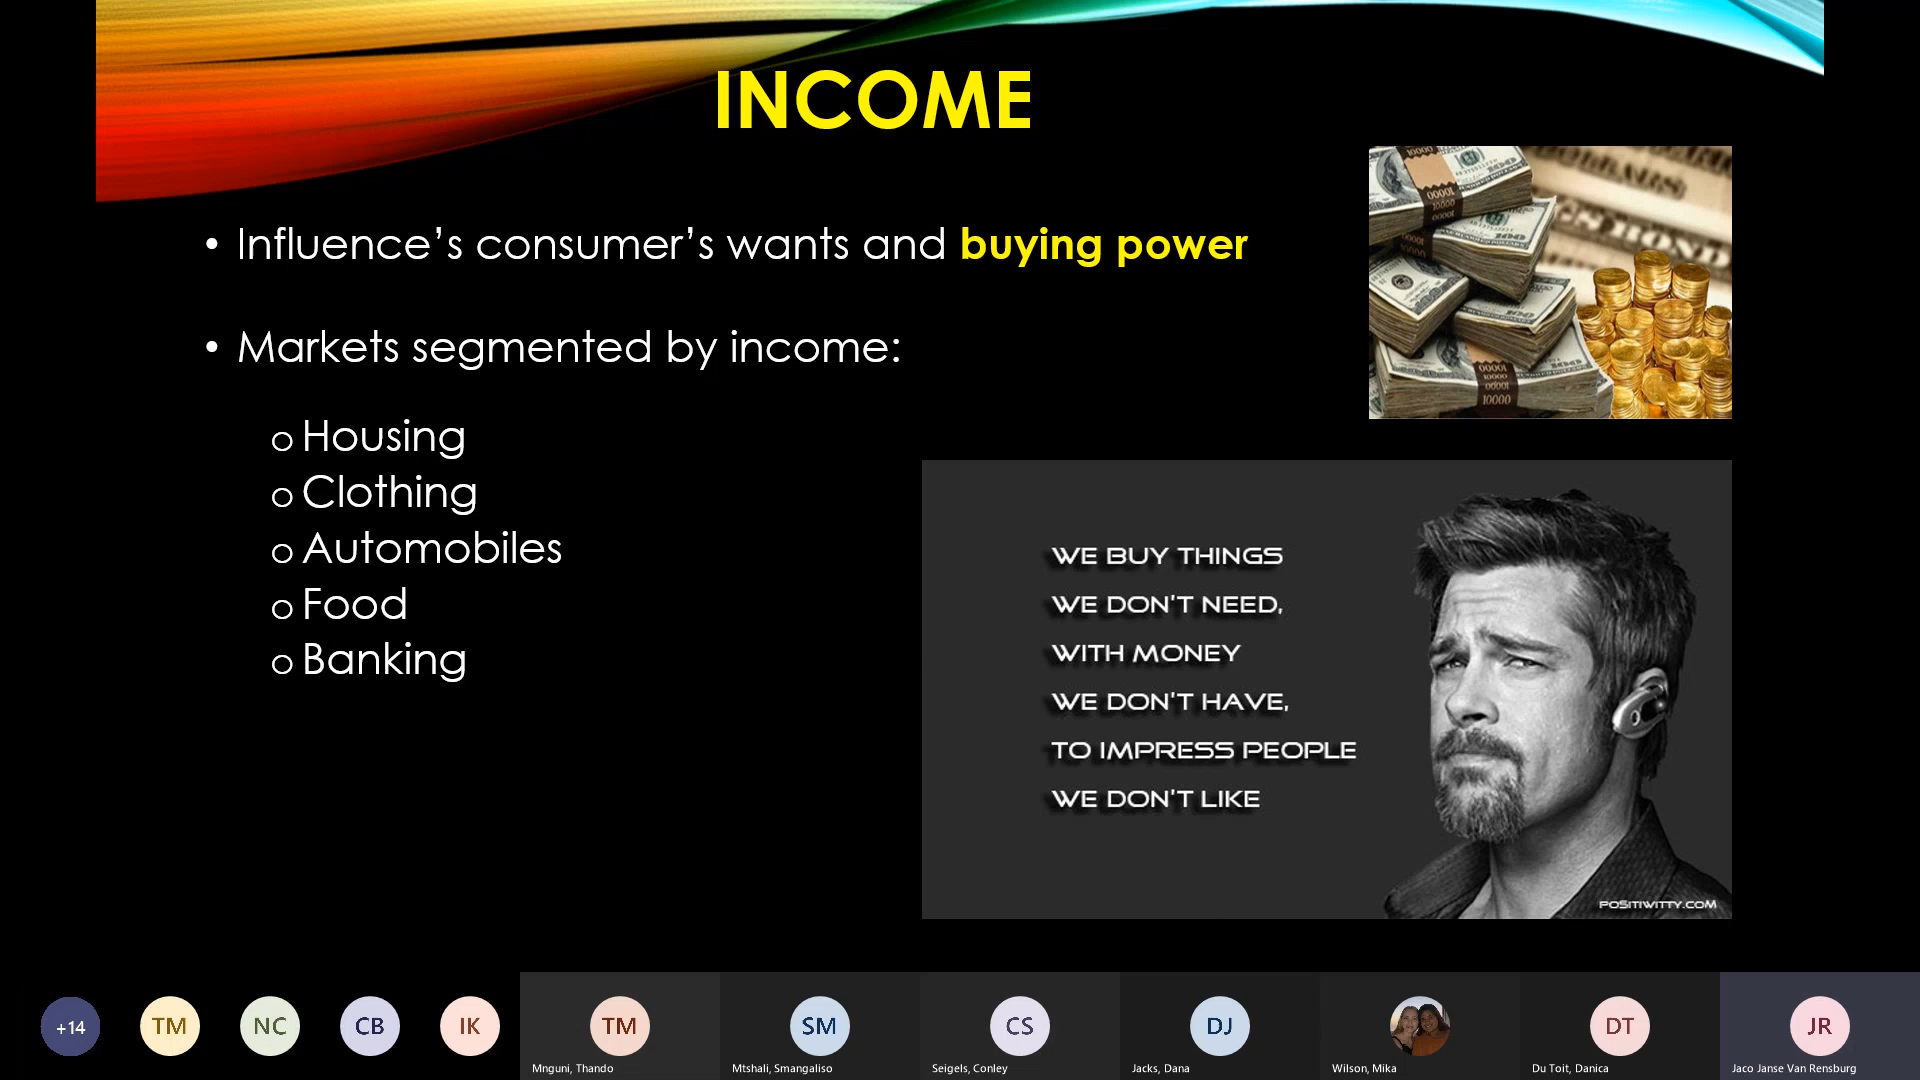 INCOME
• Influence’s consumer’s wants and buying power
• Markets segmented by income:
o Housing
o Clothing
o Automobiles
o Food
o Banking
10000
10000
10000
WE BUY THINGS
WE DON'T NEED,
WITH MONEY
WE DON'T HAVE,
TO IMPRESS PEOPLE
WE DON'T LIKE
POSITIWITTY.COM
+14
TM
NC
CB
IK
TM
SM
CS
DJ
DT
JR
Mnguni, Thando
Mtshali, Smangaliso
Seigels, Conley
Jacks, Dana
Wilson, Mika
Du Toit, Danica
Jaco Janse Van Rensburg